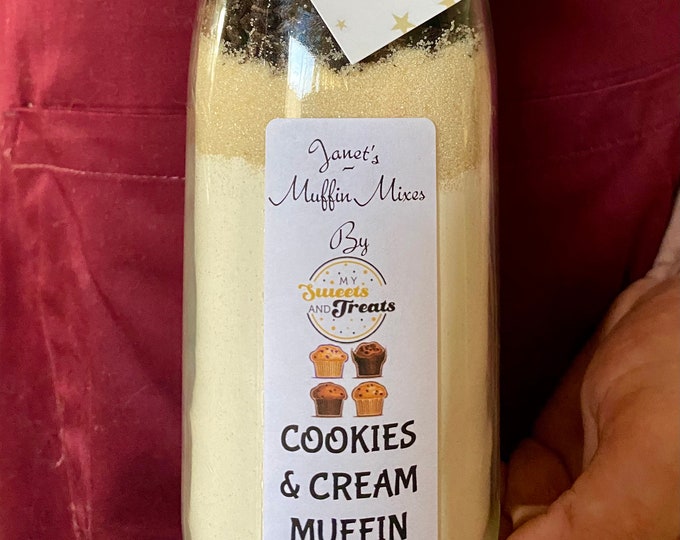 Janet's
~
Muffin Mixes
By
MY
Sweets
AND Treats
COOKIES
& CREAM
MUFFIN